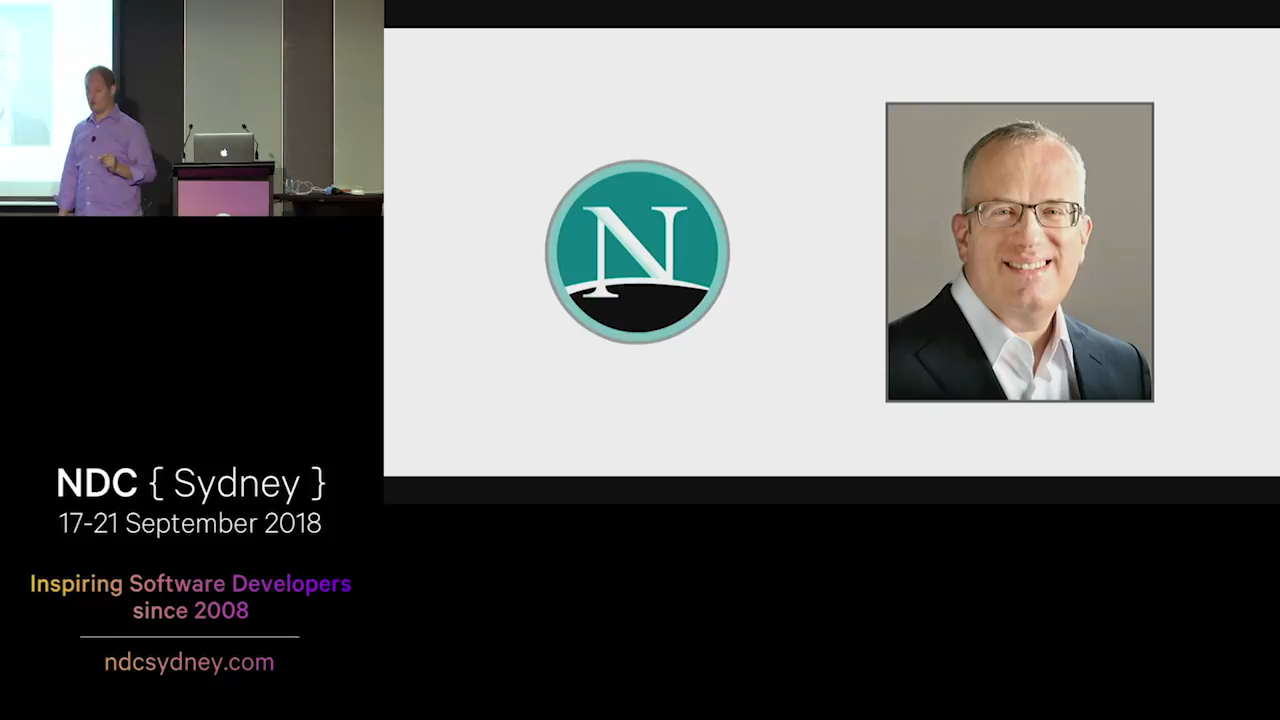 N
NDC { Sydney }
17-21 September 2018
Inspiring Software Developers
since 2008
ndcsydney.com